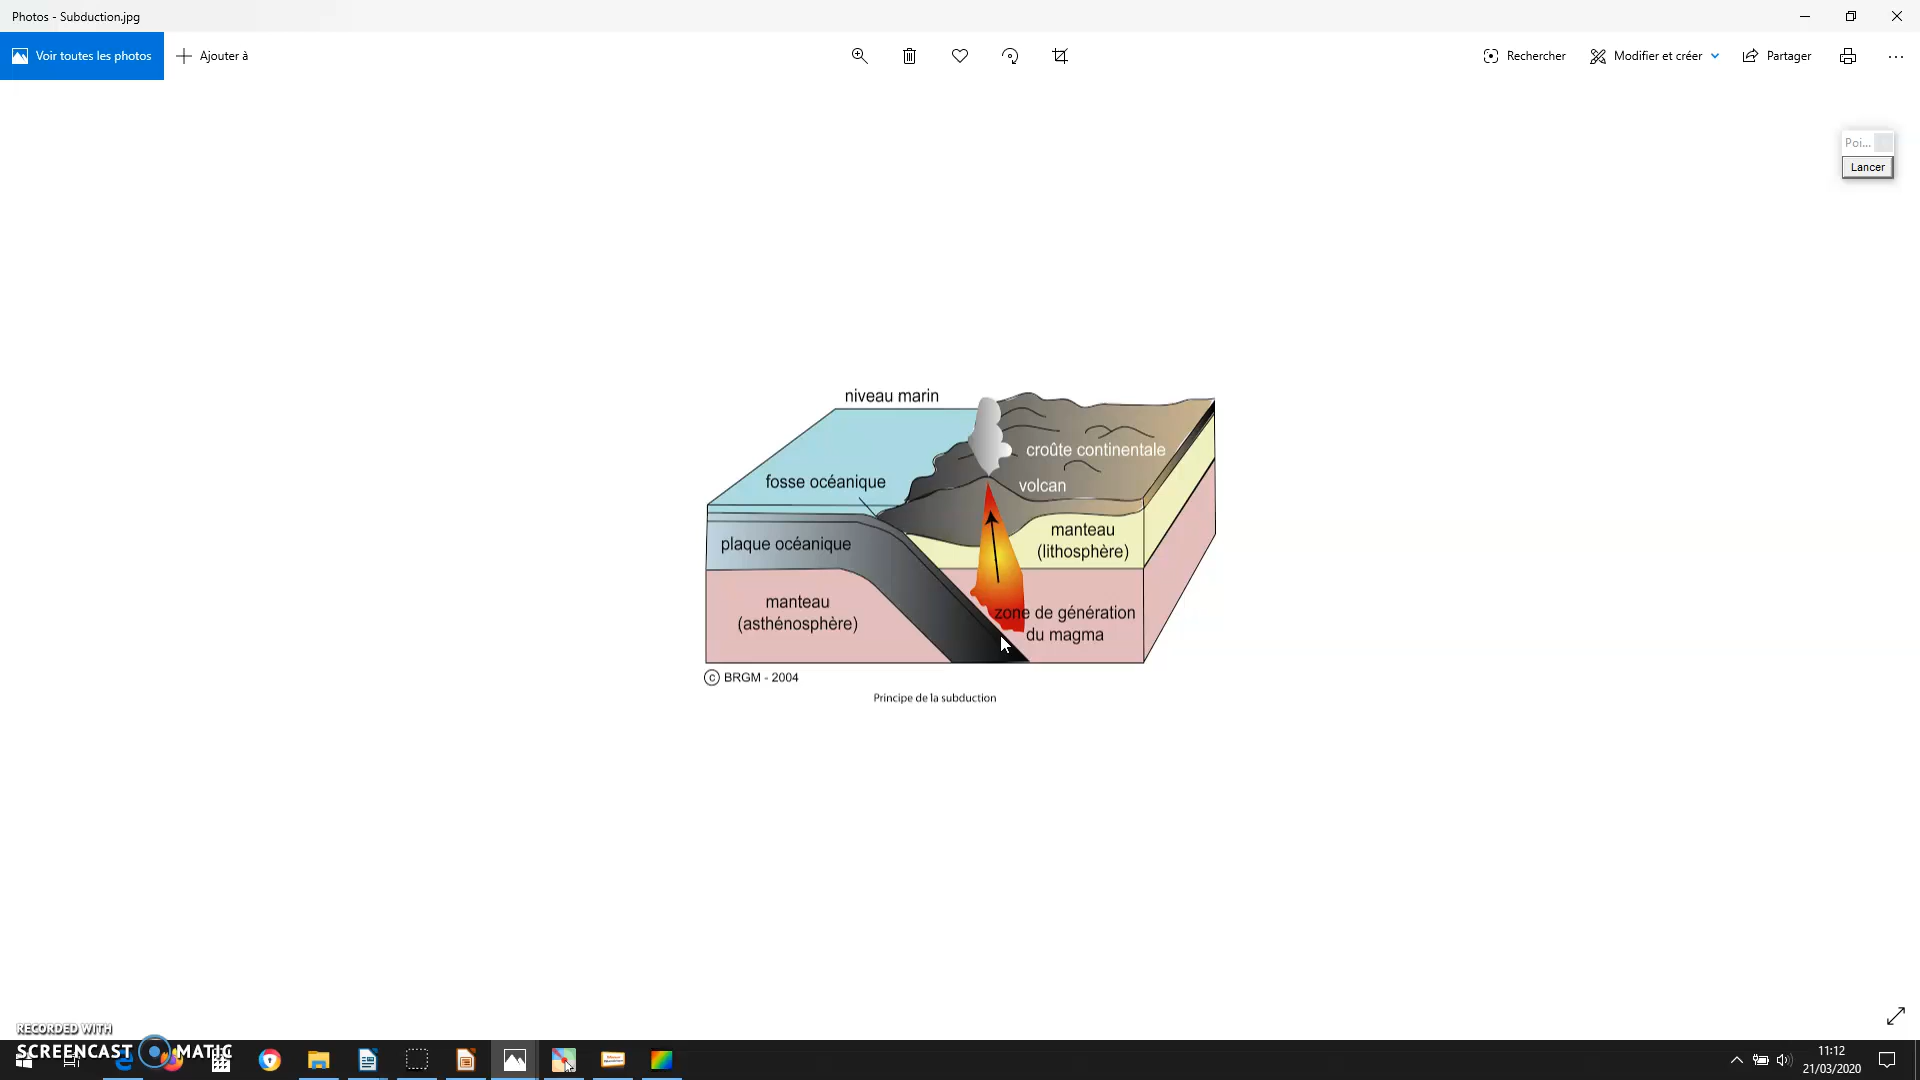 Photos - Subduction.jpg
Voir toutes les photos
Ajouter à
Rechercher
Modifier et créer
Partager
Poi...
Lancer
niveau marin
croûte continentale
fosse océanique
volcan
manteau
(lithosphère)
plaque océanique
manteau
(asthénosphère)
zone de génération
du magma
© BRGM - 2004
Principe de la subduction
RECORDED WITH
SCREENCAST MATIC
11:12
21/03/2020